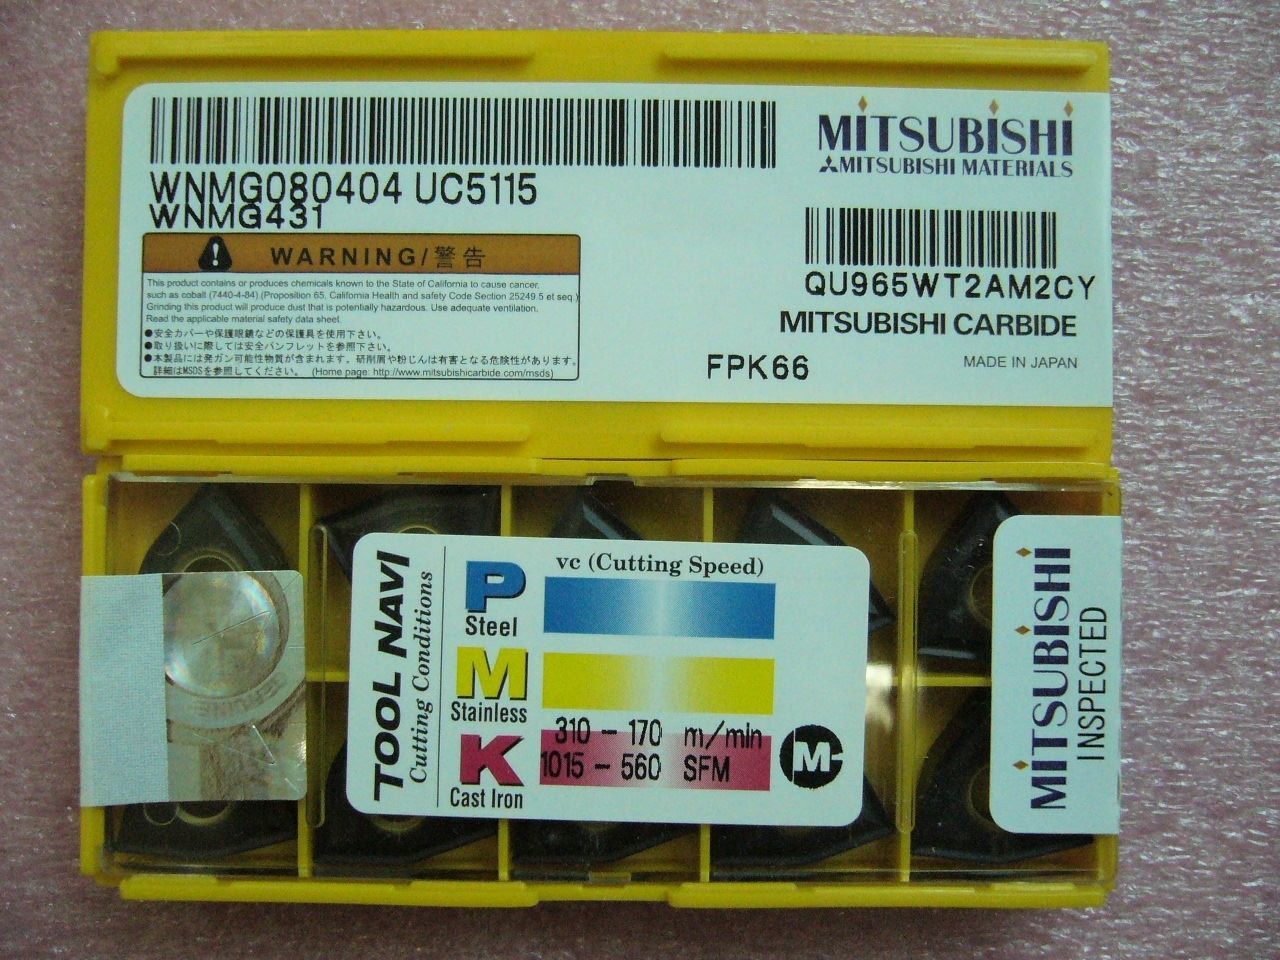 MITSUBISHI
MITSUBISHI MATERIALS
WNMG080404 UC5115
WNMG431
WARNING/警告
This product contains or produces chemicals known to the State of California to cause cancer,
such as cobalt (7440-4-84) (Proposition 65, California Health and safety Code Section 25249.5 et seq.)
Grinding this product will produce dust that is potentially hazardous. Use adequate ventilation.
Read the applicable material safety data sheet.
●安全カバーや保護眼鏡などの保護具を使用下さい。
●取り扱いに際しては安全パンフレットを参照下さい。
●本製品には発ガン可能性物質が含まれます。研削屑や粉じんは有害となる危険性があります。
詳細はMSDSを参照してください。 (Home page: http://www.mitsubishicarbide.com/msds)
QU965WT2AM2CY
MITSUBISHI CARBIDE
FPK66
MADE IN JAPAN
TOOL NAVI
Cutting Conditions
vc (Cutting Speed)
P
Steel
M
Stainless
K
Cast Iron
310 - 170 m/min
1015 - 560 SFM
M
MITSUBISHI
INSPECTED